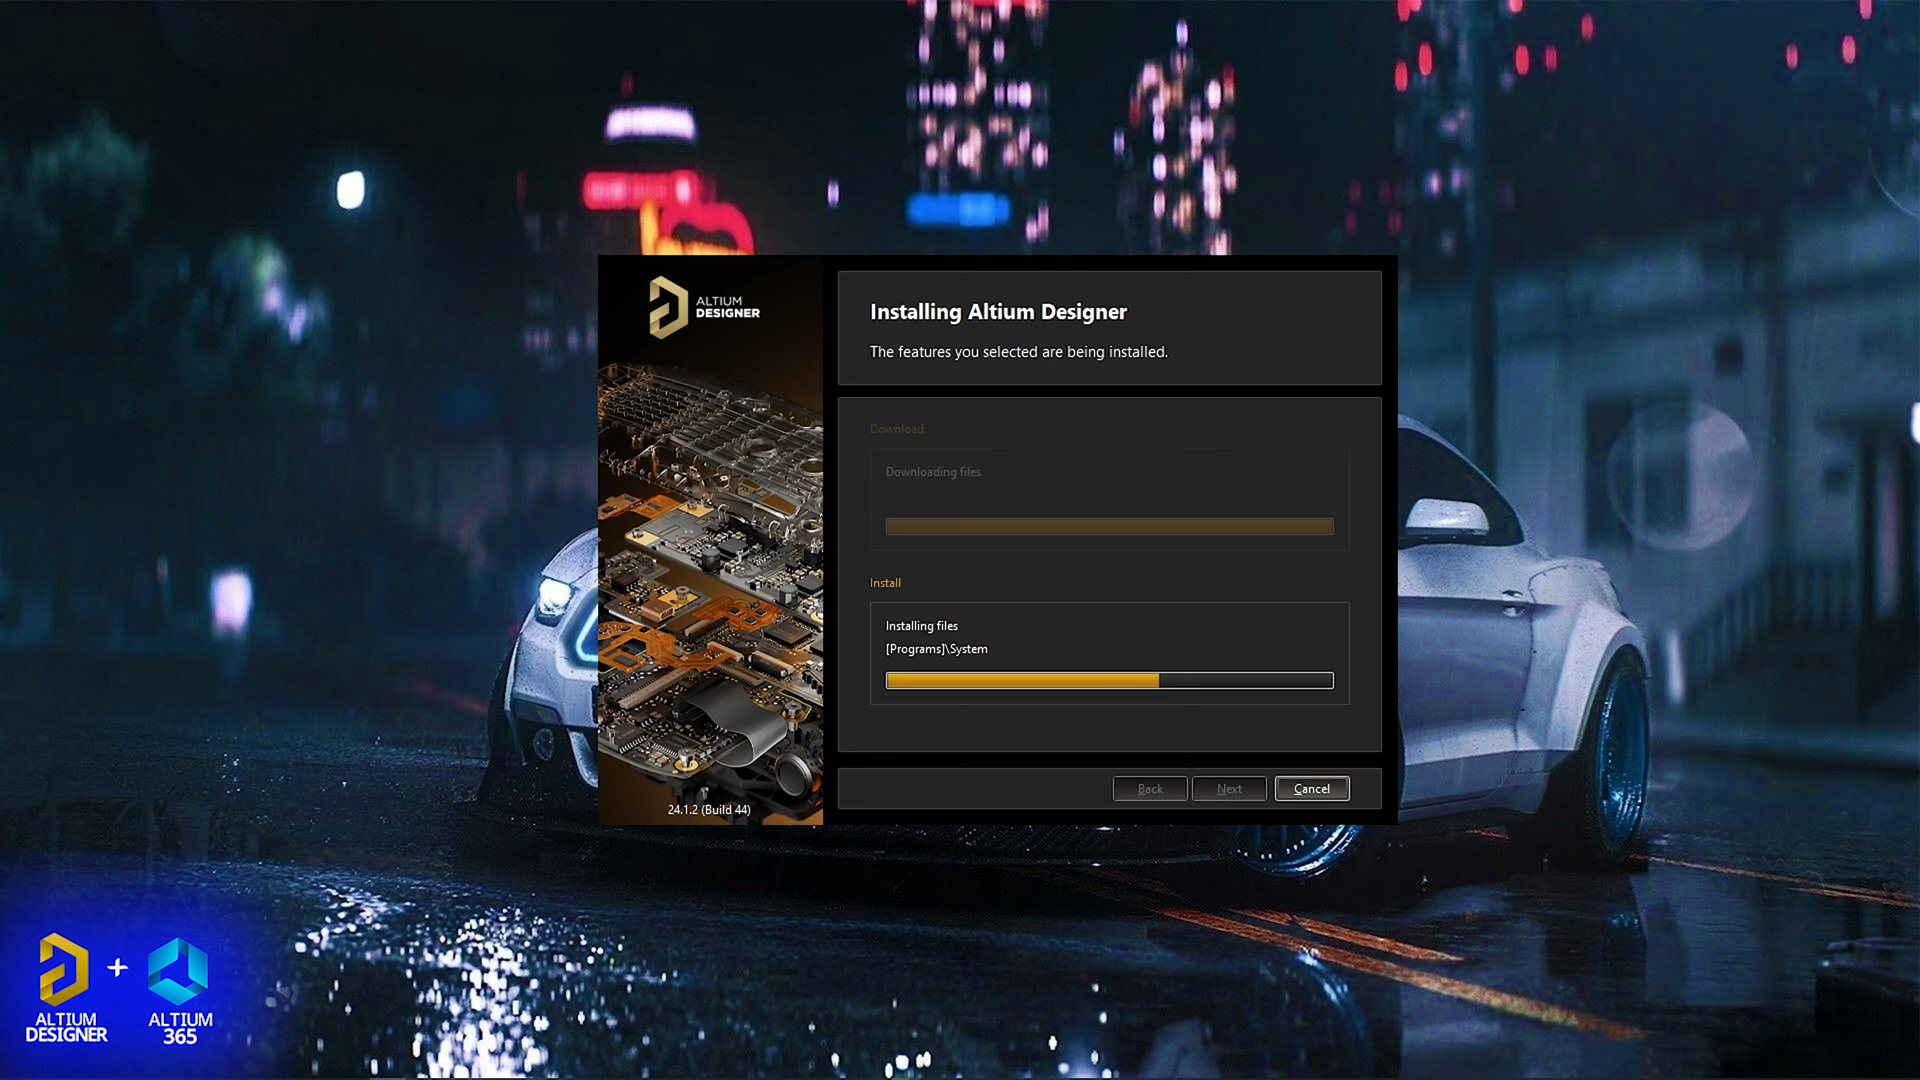 ALTIUM
DESIGNER
Installing Altium Designer
The features you selected are being installed.
Download
Downloading files
Install
Installing files
[Programs]\System
24.1.2 (Build 44)
Back
Next
Cancel
+
ALTIUM
DESIGNER
ALTIUM
365